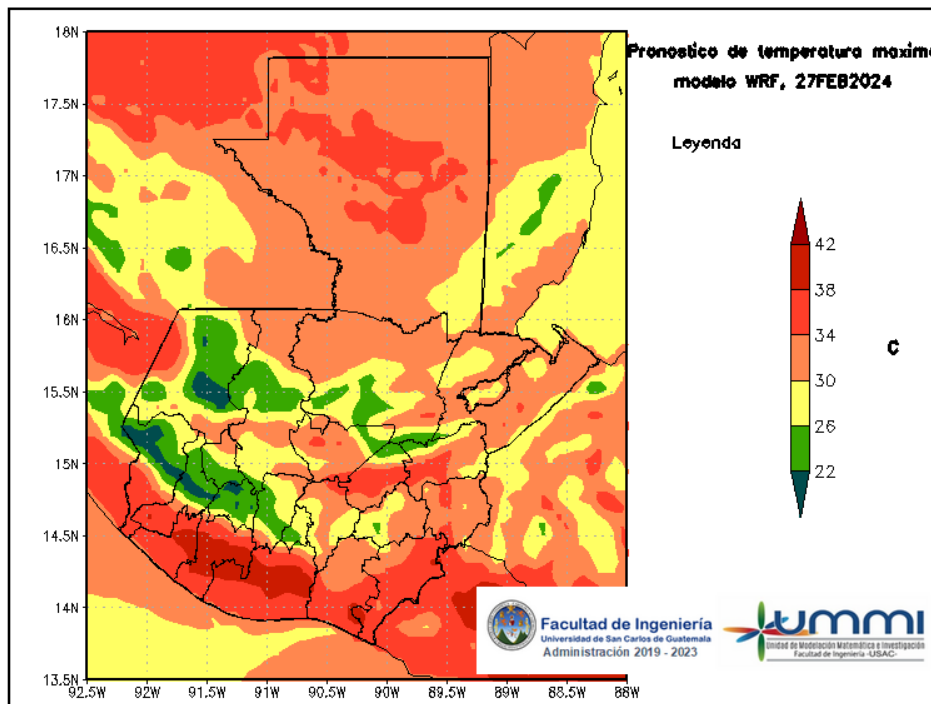 Pronostico de temperatura maxima
modelo WRF, 27FEB2024
Leyenda
42
38
34
30
26
22
C
18N
17.5N
17N
16.5N
16N
15.5N
15N
14.5N
14N
13.5N
92.5W 92W 91.5W 91W 90.5W 90W 89.5W 89W 88.5W 88W
Facultad de Ingeniería
Universidad de San Carlos de Guatemala
Administración 2019 - 2023
UMMI
Unidad de Modelación Matemática e Investigación
Facultad de Ingeniería -USAC-